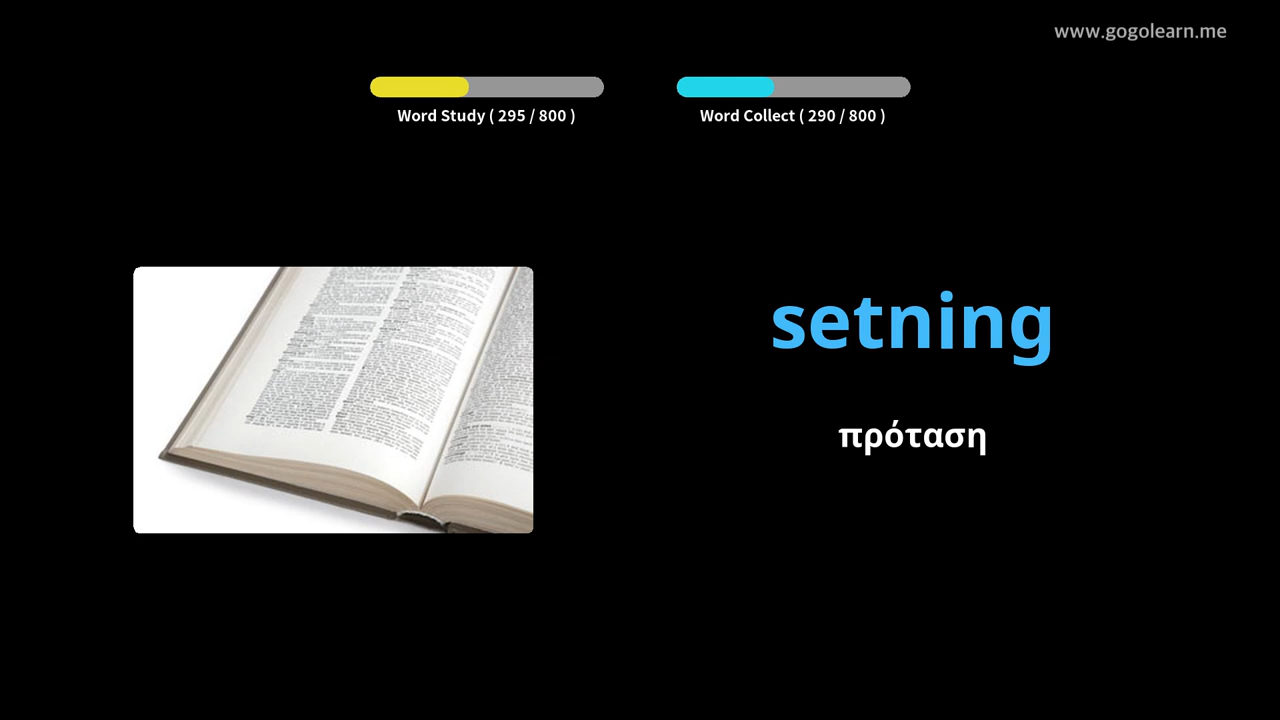 www.gogolearn.me
Word Study ( 295 / 800 )
Word Collect ( 290 / 800 )
setning
πρόταση